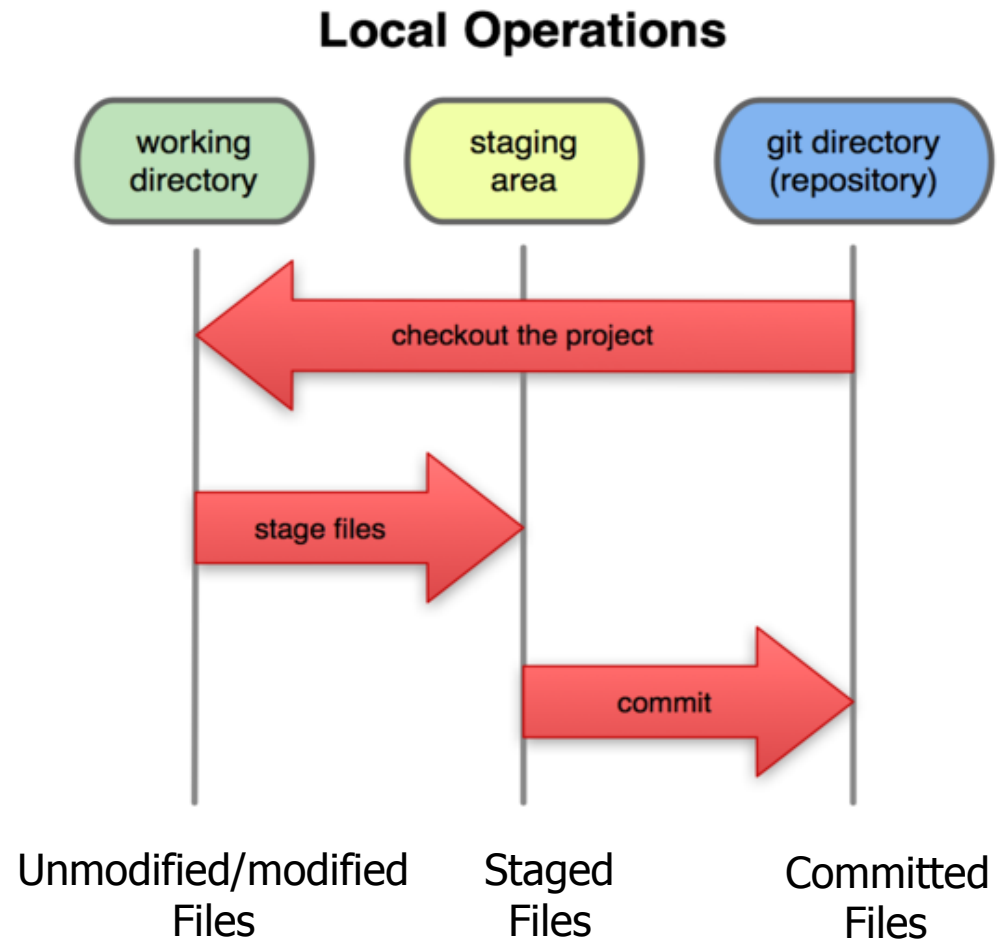 Local Operations
working
directory
staging
area
git directory
(repository)
checkout the project
stage files
commit
Unmodified/modified
Files
Staged
Files
Committed
Files